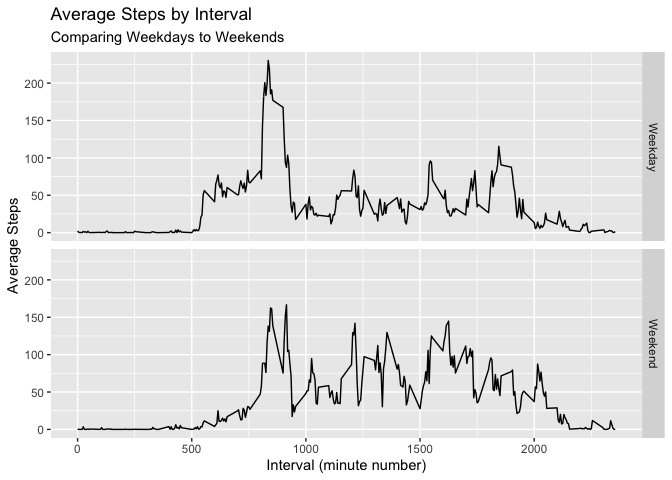 Average Steps by Interval
Comparing Weekdays to Weekends
Average Steps
200
150
100
50
0
Weekday
200
150
100
50
0
Weekend
0 500 1000 1500 2000
Interval (minute number)